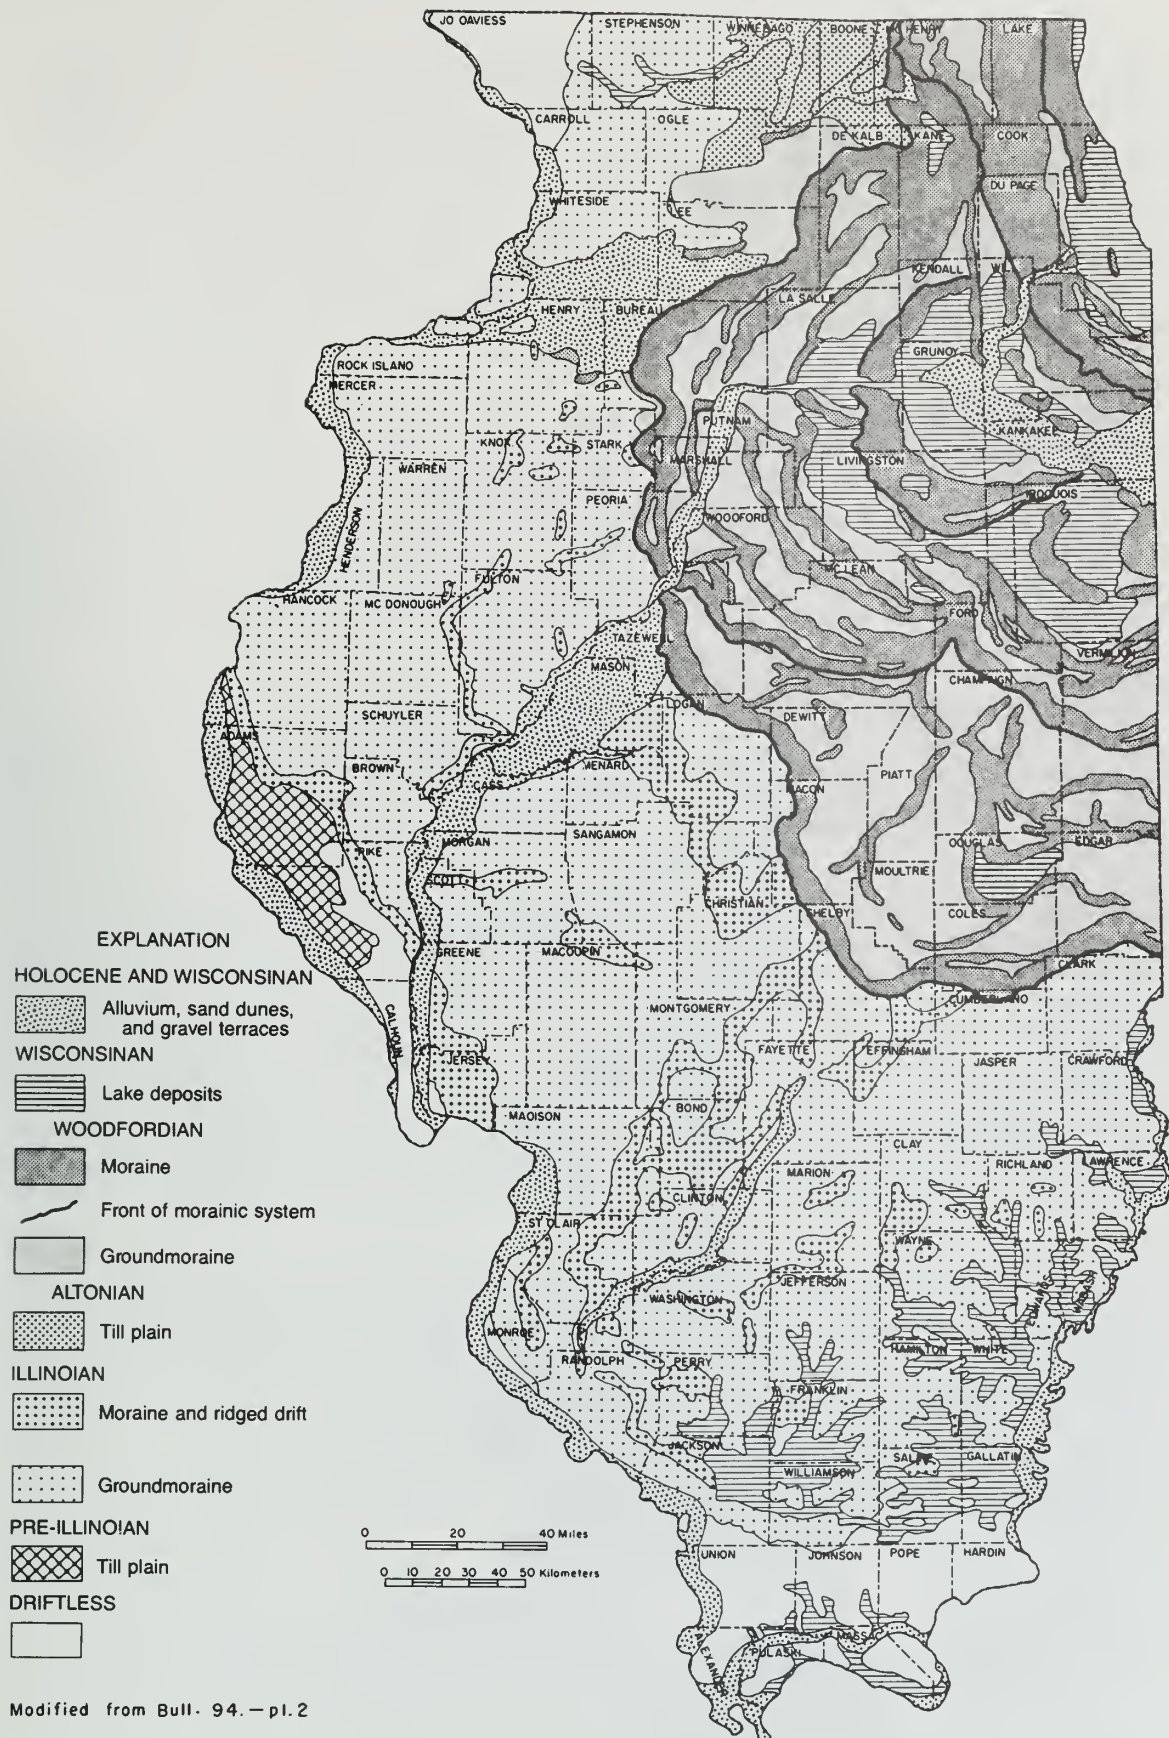 JO DAVIESS
STEPHENSON
WINNEBAGO
BOONE
MC HENRY
LAKE
CARROLL
OGLE
DE KALB
KANE
COOK
DU PAGE
WHITESIDE
LEE
KENDALL
WILL
LA SALLE
HENRY
BUREAU
GRUNDY
ROCK ISLAND
MERCER
PUTNAM
KANKAKEE
KNOX
STARK
MARSHALL
LIVINGSTON
WARREN
PEORIA
IROQUOIS
WOODFORD
HENDERSON
MC LEAN
FULTON
HANCOCK
MC DONOUGH
FORD
TAZEWELL
MASON
VERMILION
CHAMPAIGN
LOGAN
SCHUYLER
DEWITT
ADAMS
BROWN
MENARD
CASS
PIATT
MACON
SANGAMON
MORGAN
DOUGLAS
EDGAR
PIKE
MOULTRIE
SCOTT
CHRISTIAN
SHELBY
COLES
GREENE
MACOUPIN
CLARK
CUMBERLAND
MONTGOMERY
CALHOUN
FAYETTE
EFFINGHAM
JERSEY
JASPER
CRAWFORD
BOND
MADISON
CLAY
RICHLAND
LAWRENCE
MARION
CLINTON
ST CLAIR
WAYNE
EDWARDS
WABASH
JEFFERSON
WASHINGTON
MONROE
HAMILTON
WHITE
RANDOLPH
PERRY
FRANKLIN
JACKSON
WILLIAMSON
GALLATIN
UNION
JOHNSON
POPE
HARDIN
ALEXANDER
PULASKI
MASSAC
EXPLANATION
HOLOCENE AND WISCONSINAN
Alluvium, sand dunes,
and gravel terraces
WISCONSINAN
Lake deposits
WOODFORDIAN
Moraine
Front of morainic system
Groundmoraine
ALTONIAN
Till plain
ILLINOIAN
Moraine and ridged drift
Groundmoraine
PRE-ILLINOIAN
Till plain
DRIFTLESS
0 20 40 Miles
0 10 20 30 40 50 Kilometers
Modified from Bull. 94.—pl. 2